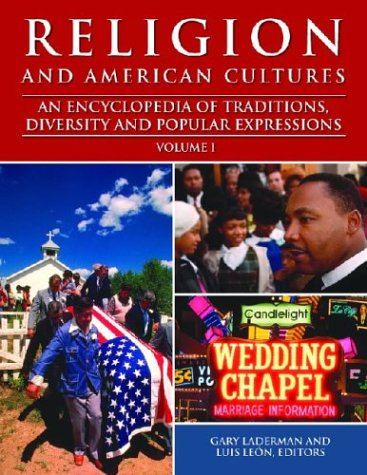 RELIGION
AND AMERICAN CULTURES
AN ENCYCLOPEDIA OF TRADITIONS,
DIVERSITY AND POPULAR EXPRESSIONS
VOLUME I
Candlelight
WEDDING
CHAPEL
MARRIAGE INFORMATION
5¢
GARY LADERMAN AND
LUIS LEÓN, EDITORS